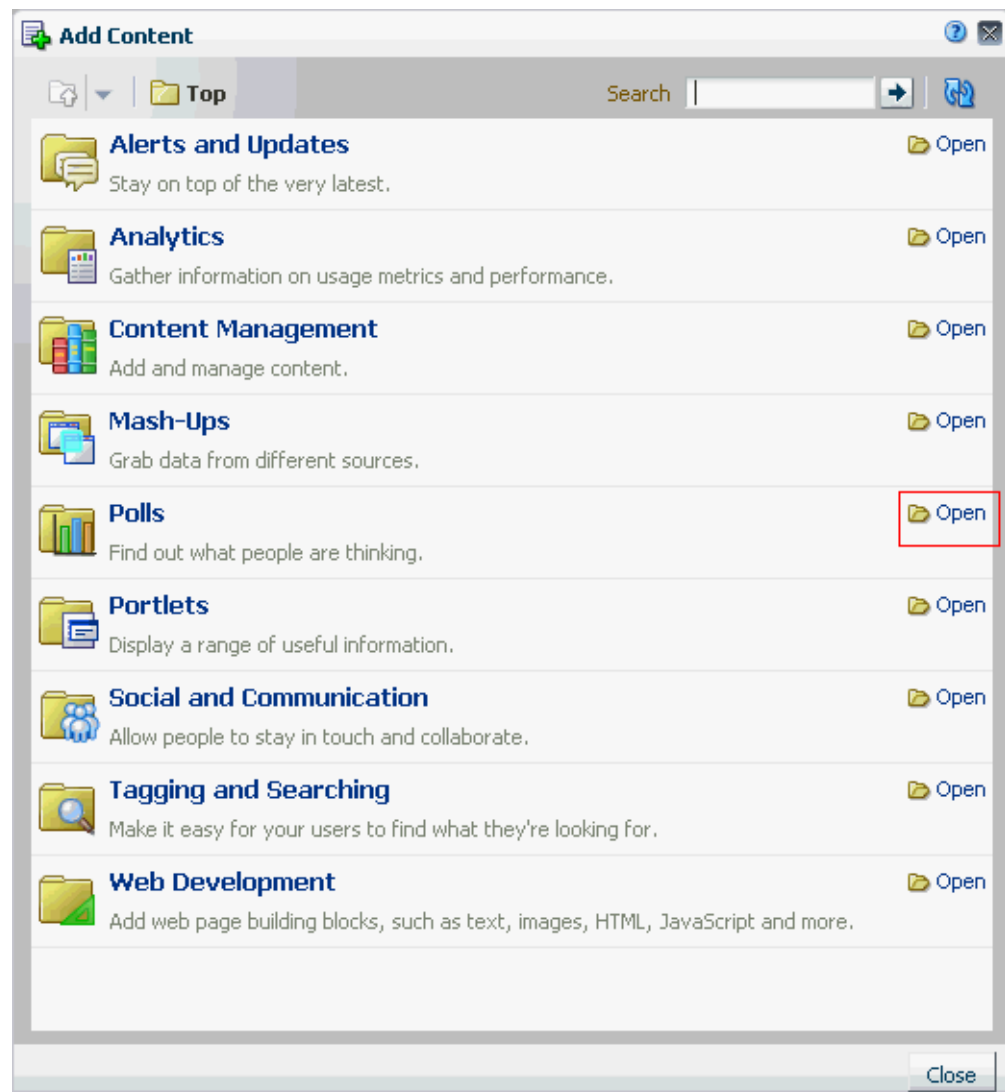 Add Content
Top
Search
Alerts and Updates
Open
Stay on top of the very latest.
Analytics
Open
Gather information on usage metrics and performance.
Content Management
Open
Add and manage content.
Mash-Ups
Open
Grab data from different sources.
Polls
Open
Find out what people are thinking.
Portlets
Open
Display a range of useful information.
Social and Communication
Open
Allow people to stay in touch and collaborate.
Tagging and Searching
Open
Make it easy for your users to find what they're looking for.
Web Development
Open
Add web page building blocks, such as text, images, HTML, JavaScript and more.
Close